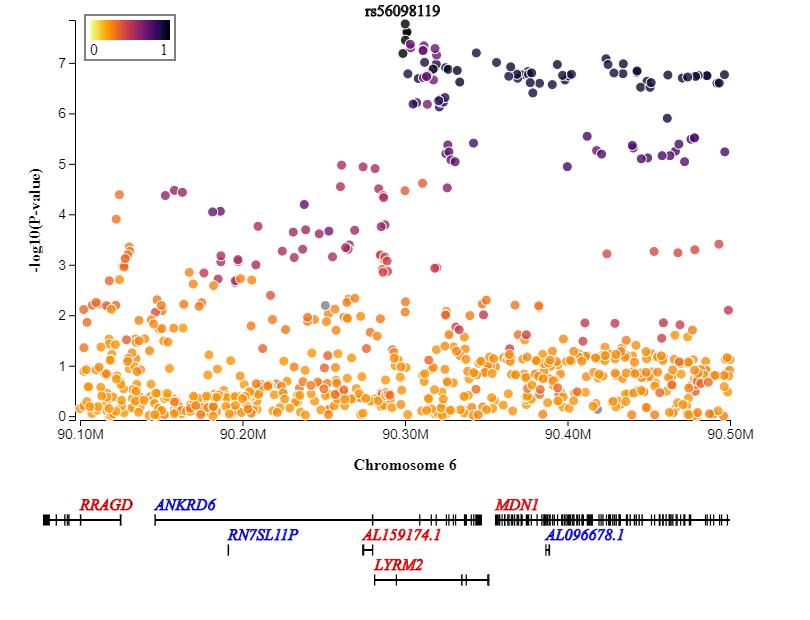 rs56098119
0 1
-log10(P-value)
7
6
5
4
3
2
1
0
90.10M 90.20M 90.30M 90.40M 90.50M
Chromosome 6
RRAGD ANKRD6 MDN1
RN7SL11P AL159174.1 AL096678.1
LYRM2